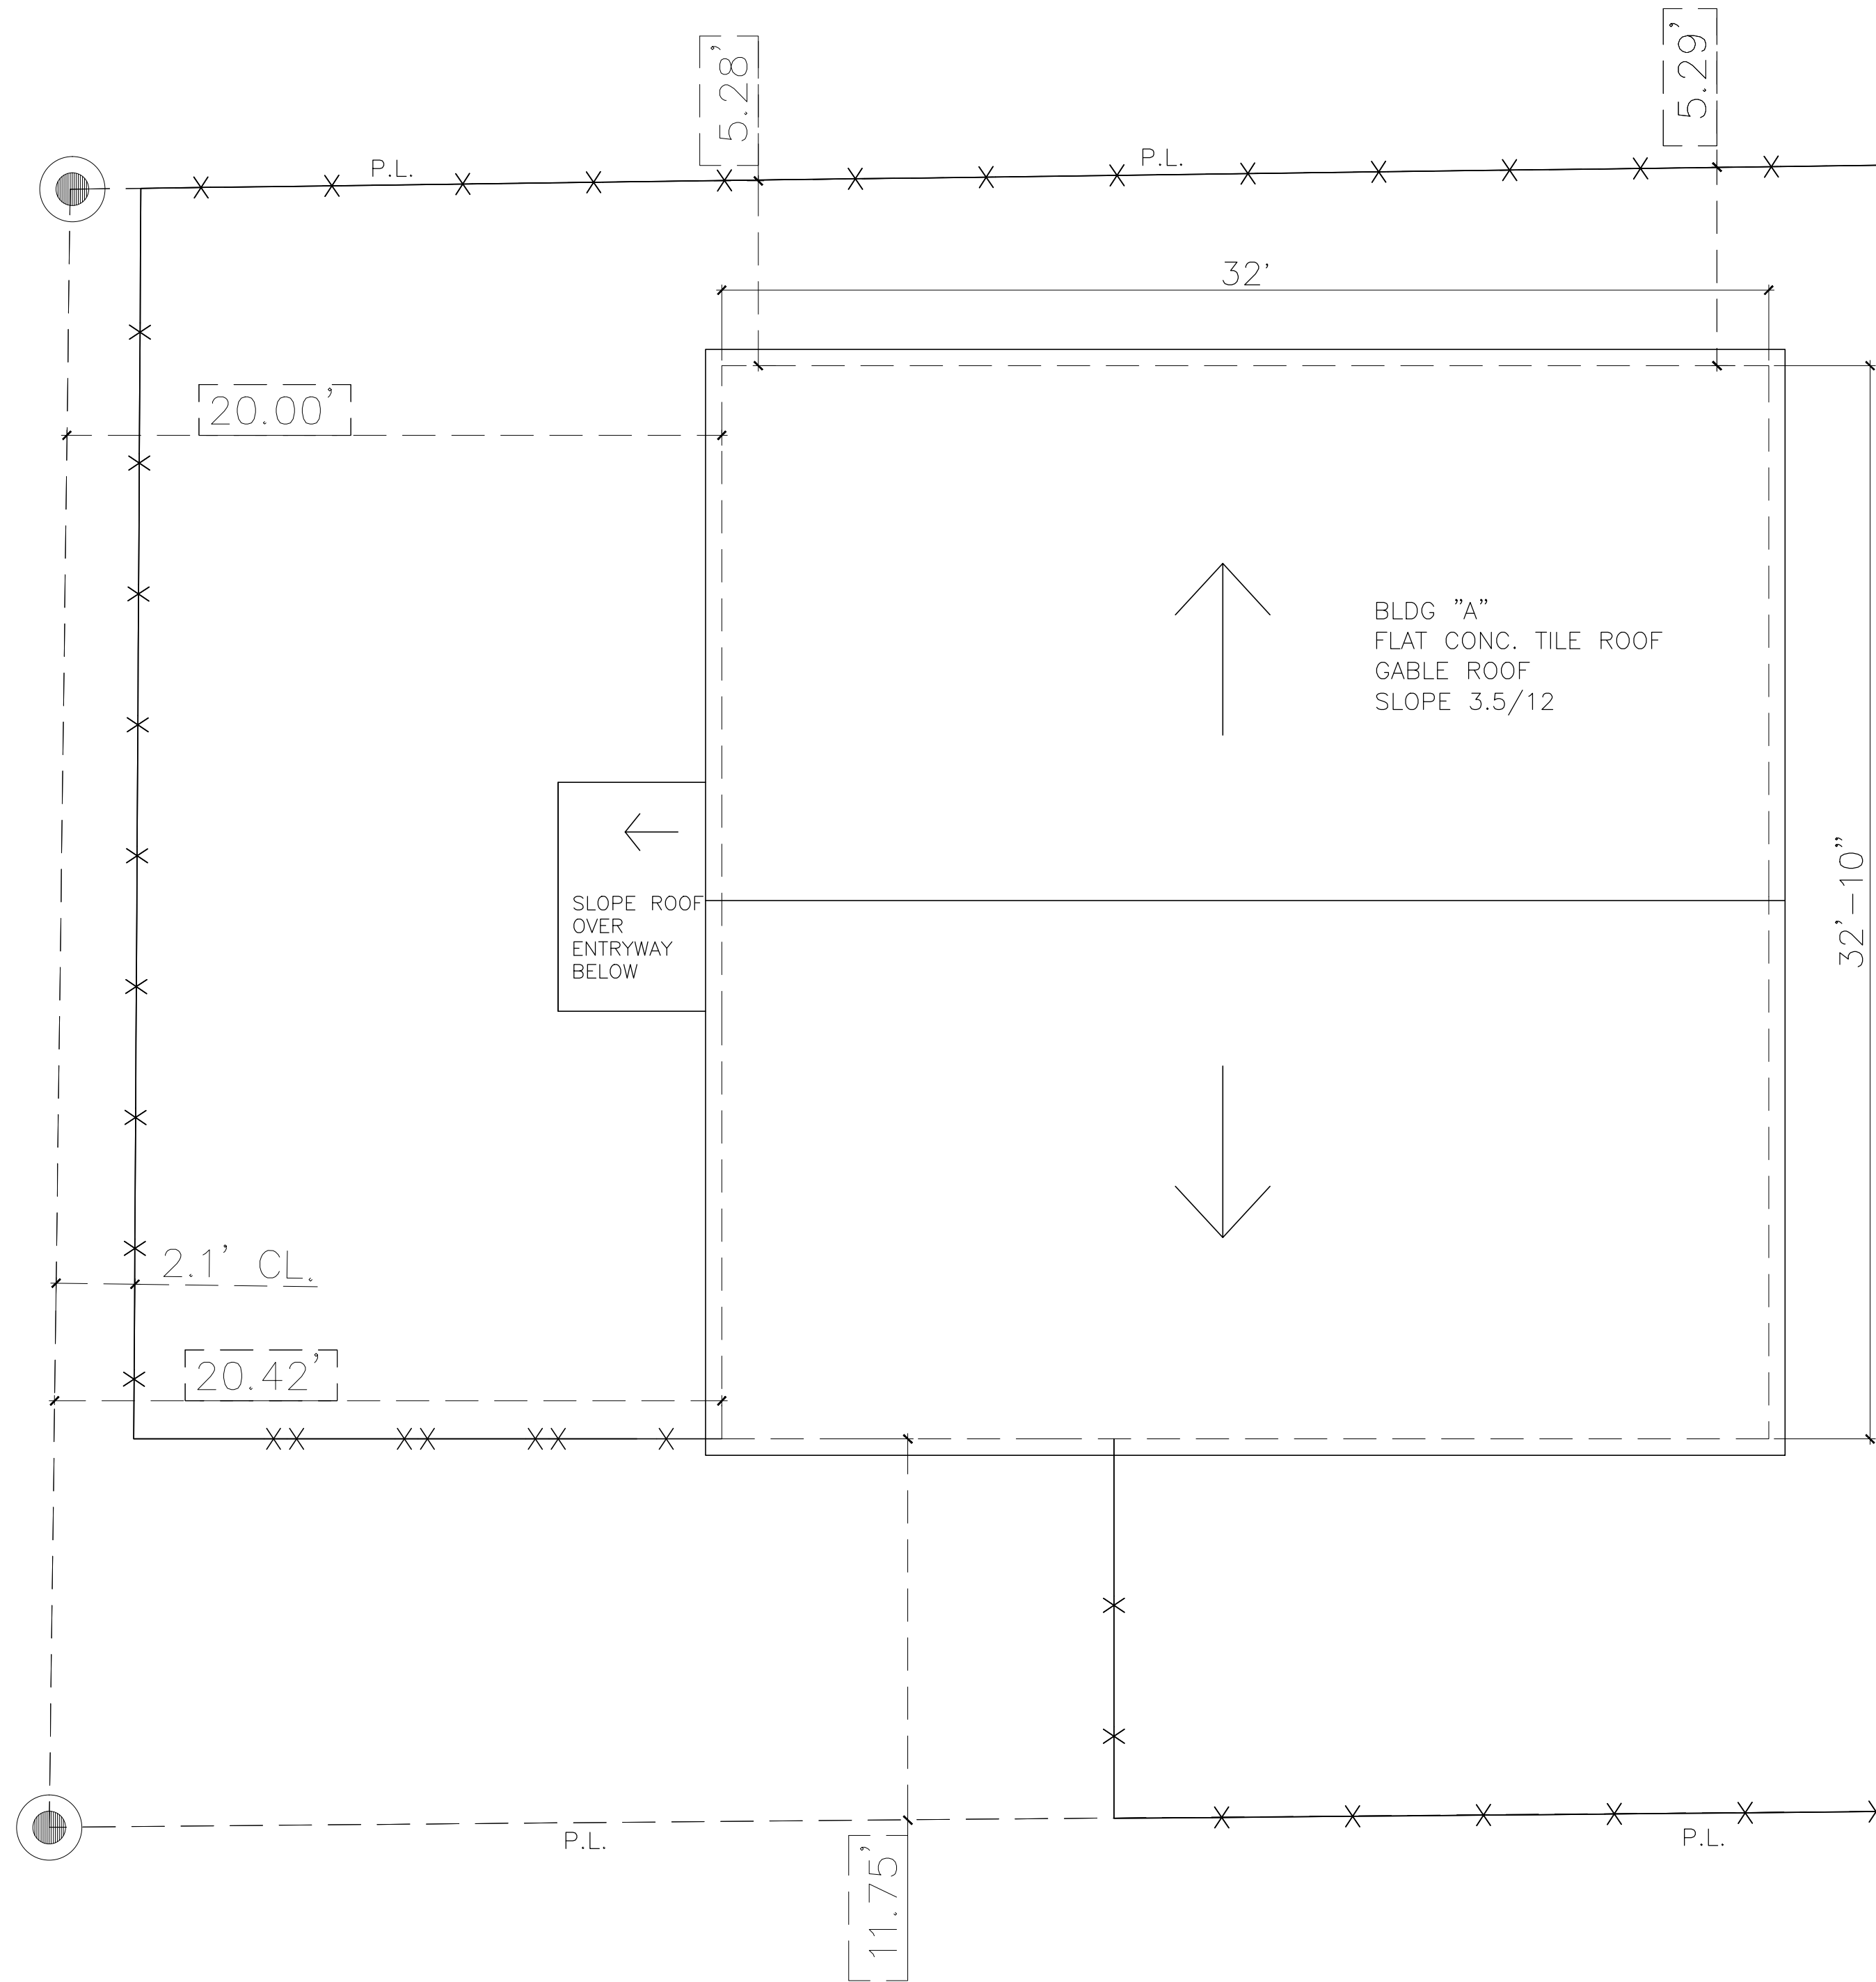 5.28'
5.29'
P.L.
P.L.
32'
20.00'
BLDG "A"
FLAT CONC. TILE ROOF
GABLE ROOF
SLOPE 3.5/12
32'-10"
SLOPE ROOF
OVER
ENTRYWAY
BELOW
2.1' CL.
20.42'
P.L.
P.L.
11.75'